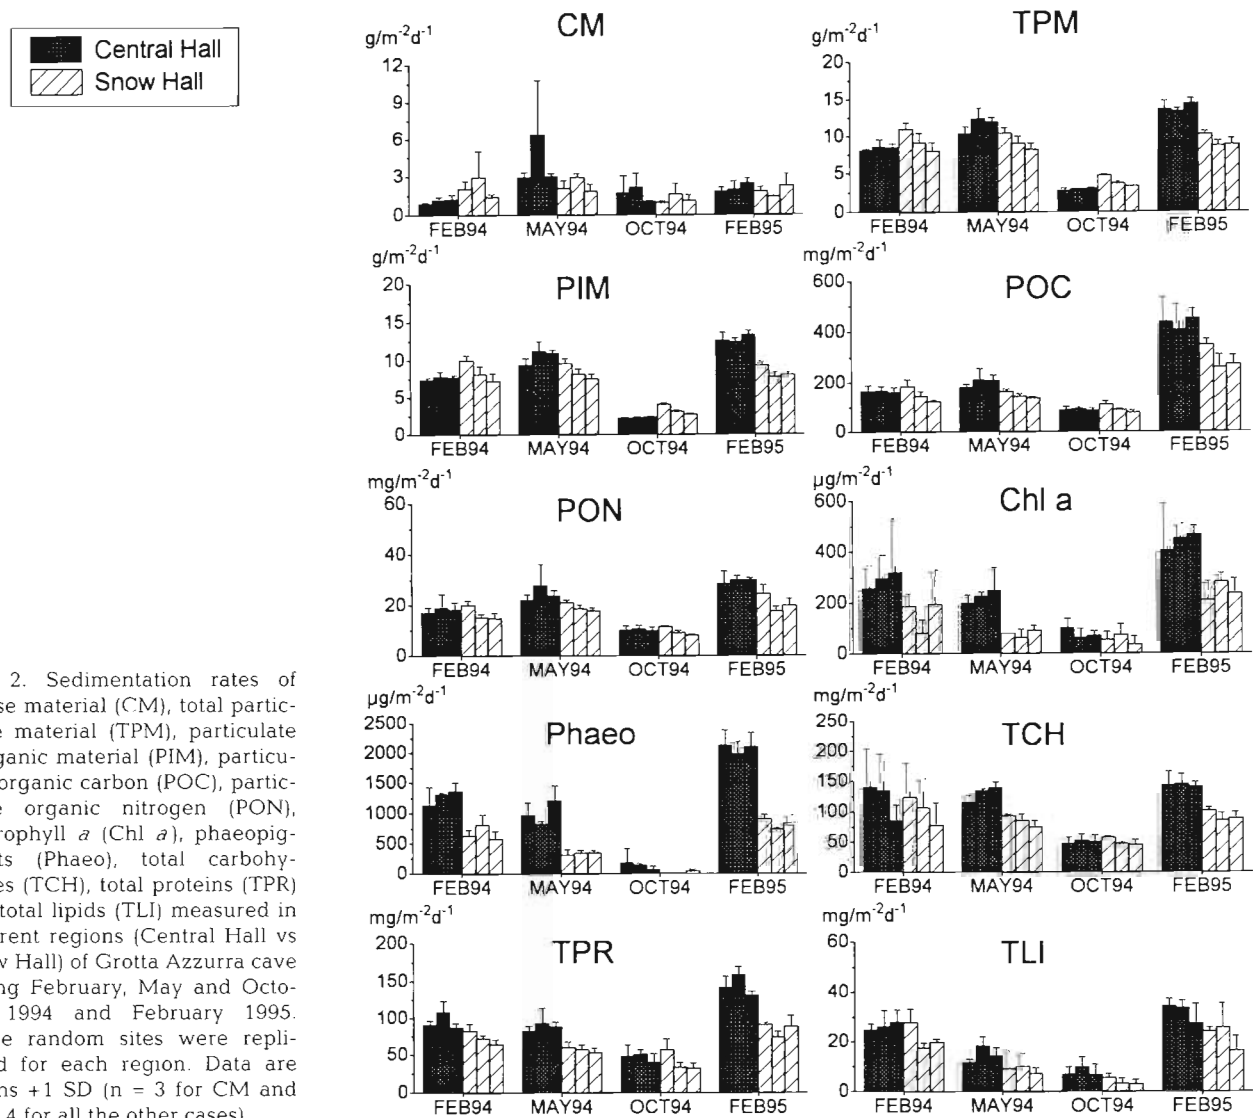 Central Hall
Snow Hall
g/m⁻²d⁻¹
CM
12
9
6
3
0
FEB94 MAY94 OCT94 FEB95
g/m⁻²d⁻¹
TPM
20
15
10
5
0
FEB94 MAY94 OCT94 FEB95
g/m⁻²d⁻¹
PIM
20
15
10
5
0
FEB94 MAY94 OCT94 FEB95
mg/m⁻²d⁻¹
POC
600
400
200
0
FEB94 MAY94 OCT94 FEB95
mg/m⁻²d⁻¹
PON
60
40
20
0
FEB94 MAY94 OCT94 FEB95
µg/m⁻²d⁻¹
Chl a
600
400
200
0
FEB94 MAY94 OCT94 FEB95
µg/m⁻²d⁻¹
Phaeo
2500
2000
1500
1000
500
0
FEB94 MAY94 OCT94 FEB95
mg/m⁻²d⁻¹
TCH
250
200
150
100
50
0
FEB94 MAY94 OCT94 FEB95
mg/m⁻²d⁻¹
TPR
200
150
100
50
0
FEB94 MAY94 OCT94 FEB95
mg/m⁻²d⁻¹
TLI
60
40
20
0
FEB94 MAY94 OCT94 FEB95
2. Sedimentation rates of
se material (CM), total partic-
e material (TPM), particulate
ganic material (PIM), particu-
organic carbon (POC), partic-
e organic nitrogen (PON),
rophyll a (Chl a), phaeopig-
ts (Phaeo), total carbohy-
es (TCH), total proteins (TPR)
total lipids (TLI) measured in
erent regions (Central Hall vs
w Hall) of Grotta Azzurra cave
ng February, May and Octo-
1994 and February 1995.
e random sites were repli-
d for each region. Data are
ns +1 SD (n = 3 for CM and
4 for all the other cases)